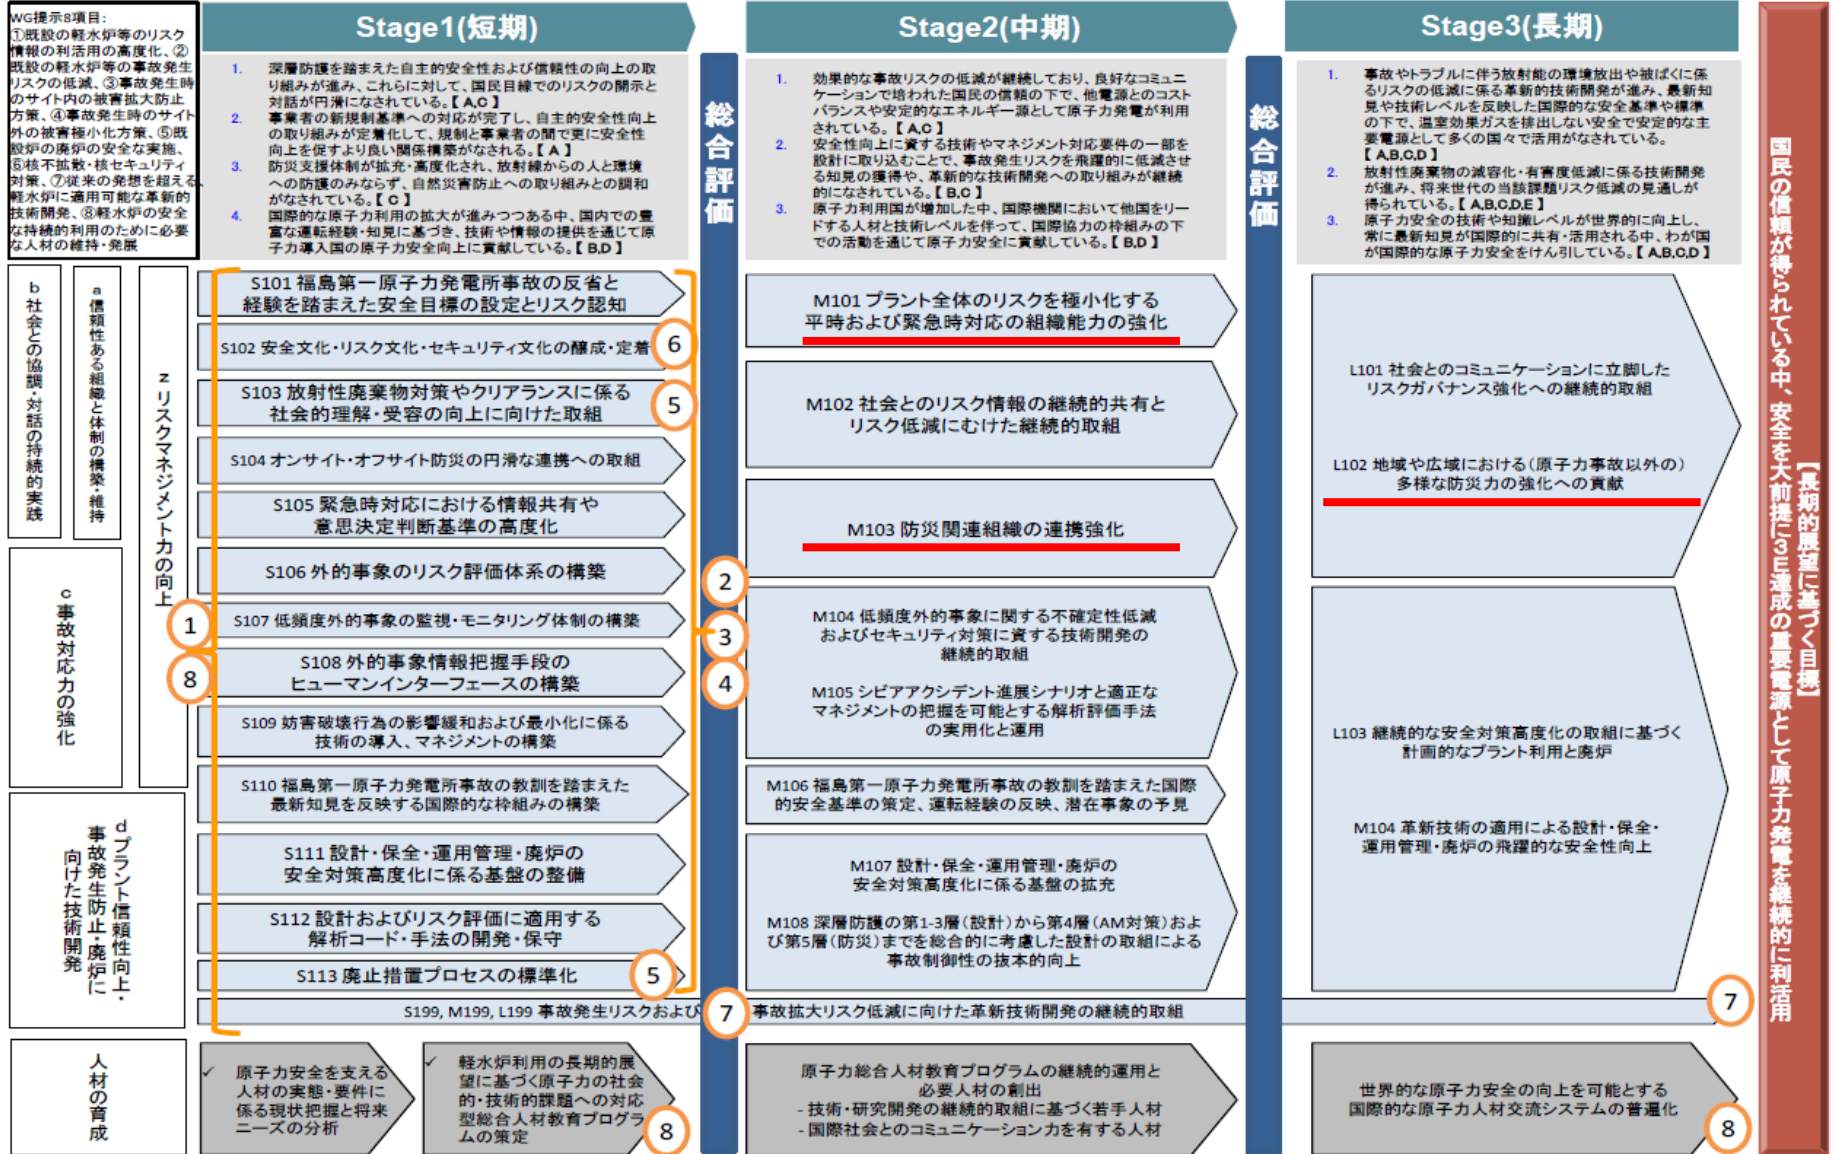 WG提示8項目:
①既設の軽水炉等のリスク
情報の利活用の高度化、②
既設の軽水炉等の事故発生
リスクの低減、③事故発生時
のサイト内の被害拡大防止
方策、④事故発生時のサイト
外の被害極小化方策、⑤既
設炉の廃炉の安全な実施、
⑥核不拡散・核セキュリティ
対策、⑦従来の発想を超える、
軽水炉に適用可能な革新的
技術開発、⑧軽水炉の安全
な持続的利用のために必要
な人材の維持・発展
Stage1(短期)
1. 深層防護を踏まえた自主的安全性および信頼性の向上の取
り組みが進み、これらに対して、国民目線でのリスクの開示と
対話が円滑になされている。【 A,C 】
2. 事業者の新規制基準への対応が完了し、自主的安全性向上
の取り組みが定着化して、規制と事業者の間で更に安全性
向上を促すより良い関係構築がなされる。【 A 】
3. 防災支援体制が拡充・高度化され、放射線からの人と環境
への防護のみならず、自然災害防止への取り組みとの調和
がなされている。【 C 】
4. 国際的な原子力利用の拡大が進みつつある中、国内での豊
富な運転経験・知見に基づき、技術や情報の提供を通じて原
子力導入国の原子力安全向上に貢献している。【 B,D 】
総合評価
Stage2(中期)
1. 効果的な事故リスクの低減が継続しており、良好なコミュニ
ケーションで培われた国民の信頼の下で、他電源とのコスト
バランスや安定的なエネルギー源として原子力発電が利用
されている。【 A,C 】
2. 安全性向上に資する技術やマネジメント対応要件の一部を
設計に取り込むことで、事故発生リスクを飛躍的に低減させ
る知見の獲得や、革新的な技術開発への取り組みが継続
的になされている。【 B,C 】
3. 原子力利用国が増加した中、国際機関において他国をリー
ドする人材と技術レベルを伴って、国際協力の枠組みの下
での活動を通じて原子力安全に貢献している。【 B,D 】
総合評価
Stage3(長期)
1. 事故やトラブルに伴う放射能の環境放出や被ばくに係
るリスクの低減に係る革新的技術開発が進み、最新知
見や技術レベルを反映した国際的な安全基準や標準
の下で、温室効果ガスを排出しない安全で安定的な主
要電源として多くの国々で活用がなされている。
【 A,B,C,D 】
2. 放射性廃棄物の減容化・有害度低減に係る技術開発
が進み、将来世代の当該課題リスク低減の見通しが
得られている。【 A,B,C,D,E 】
3. 原子力安全の技術や知識レベルが世界的に向上し、
常に最新知見が国際的に共有・活用される中、わが国
が国際的な原子力安全をけん引している。【 A,B,C,D 】
【長期的展望に基づく目標】
国民の信頼が得られている中、安全を大前提に3E達成の重要電源として原子力発電を継続的に利活用
b 社会との協調・対話の持続的実践
a 信頼性ある組織と体制の構築・維持
z リスクマネジメント力の向上
c 事故対応力の強化
d プラント信頼性向上・
事故発生防止・廃炉に
向けた技術開発
人材の育成
S101 福島第一原子力発電所事故の反省と
経験を踏まえた安全目標の設定とリスク認知
S102 安全文化・リスク文化・セキュリティ文化の醸成・定着
6
S103 放射性廃棄物対策やクリアランスに係る
社会的理解・受容の向上に向けた取組
5
S104 オンサイト・オフサイト防災の円滑な連携への取組
S105 緊急時対応における情報共有や
意思決定判断基準の高度化
S106 外的事象のリスク評価体系の構築
2
1
S107 低頻度外的事象の監視・モニタリング体制の構築
3
8
S108 外的事象情報把握手段の
ヒューマンインターフェースの構築
4
S109 妨害破壊行為の影響緩和および最小化に係る
技術の導入、マネジメントの構築
S110 福島第一原子力発電所事故の教訓を踏まえた
最新知見を反映する国際的な枠組みの構築
S111 設計・保全・運用管理・廃炉の
安全対策高度化に係る基盤の整備
S112 設計およびリスク評価に適用する
解析コード・手法の開発・保守
S113 廃止措置プロセスの標準化
5
M101 プラント全体のリスクを極小化する
平時および緊急時対応の組織能力の強化
M102 社会とのリスク情報の継続的共有と
リスク低減にむけた継続的取組
M103 防災関連組織の連携強化
M104 低頻度外的事象に関する不確定性低減
およびセキュリティ対策に資する技術開発の
継続的取組
M105 シビアアクシデント進展シナリオと適正な
マネジメントの把握を可能とする解析評価手法
の実用化と運用
M106 福島第一原子力発電所事故の教訓を踏まえた国際
的安全基準の策定、運転経験の反映、潜在事象の予見
M107 設計・保全・運用管理・廃炉の
安全対策高度化に係る基盤の拡充
M108 深層防護の第1-3層(設計)から第4層(AM対策)およ
び第5層(防災)までを総合的に考慮した設計の取組による
事故制御性の抜本的向上
L101 社会とのコミュニケーションに立脚した
リスクガバナンス強化への継続的取組
L102 地域や広域における(原子力事故以外の)
多様な防災力の強化への貢献
L103 継続的な安全対策高度化の取組に基づく
計画的なプラント利用と廃炉
M104 革新技術の適用による設計・保全・
運用管理・廃炉の飛躍的な安全性向上
S199, M199, L199 事故発生リスクおよび 7 事故拡大リスク低減に向けた革新技術開発の継続的取組
7
✓ 原子力安全を支える
人材の実態・要件に
係る現状把握と将来
ニーズの分析
✓ 軽水炉利用の長期的展
望に基づく原子力の社会
的・技術的課題への対応
型総合人材教育プログラ
ムの策定
8
原子力総合人材教育プログラムの継続的運用と
必要人材の創出
- 技術・研究開発の継続的取組に基づく若手人材
- 国際社会とのコミュニケーション力を有する人材
世界的な原子力安全の向上を可能とする
国際的な原子力人材交流システムの普遍化
8